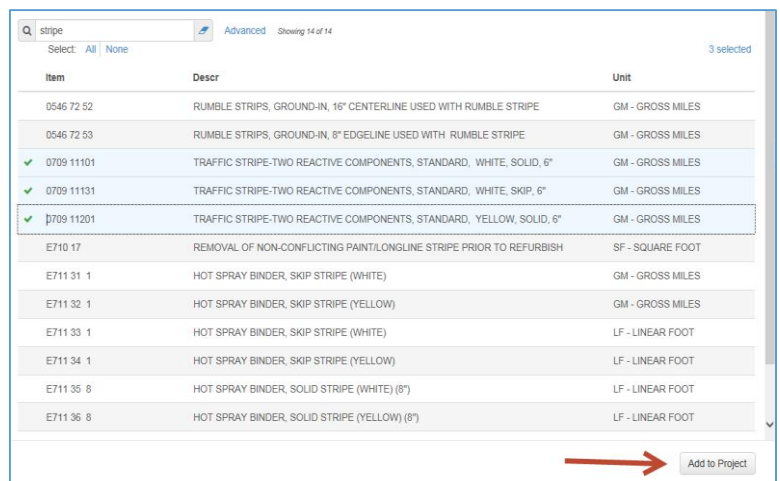 stripe Advanced Showing 14 of 14
Select: All None 3 selected
Item Descr Unit
0546 72 52 RUMBLE STRIPS, GROUND-IN, 16" CENTERLINE USED WITH RUMBLE STRIPE GM - GROSS MILES
0546 72 53 RUMBLE STRIPS, GROUND-IN, 8" EDGELINE USED WITH RUMBLE STRIPE GM - GROSS MILES
0709 11101 TRAFFIC STRIPE-TWO REACTIVE COMPONENTS, STANDARD, WHITE, SOLID, 6" GM - GROSS MILES
0709 11131 TRAFFIC STRIPE-TWO REACTIVE COMPONENTS, STANDARD, WHITE, SKIP, 6" GM - GROSS MILES
0709 11201 TRAFFIC STRIPE-TWO REACTIVE COMPONENTS, STANDARD, YELLOW, SOLID, 6" GM - GROSS MILES
E710 17 REMOVAL OF NON-CONFLICTING PAINT/LONGLINE STRIPE PRIOR TO REFURBISH SF - SQUARE FOOT
E711 31 1 HOT SPRAY BINDER, SKIP STRIPE (WHITE) GM - GROSS MILES
E711 32 1 HOT SPRAY BINDER, SKIP STRIPE (YELLOW) GM - GROSS MILES
E711 33 1 HOT SPRAY BINDER, SKIP STRIPE (WHITE) LF - LINEAR FOOT
E711 34 1 HOT SPRAY BINDER, SKIP STRIPE (YELLOW) LF - LINEAR FOOT
E711 35 8 HOT SPRAY BINDER, SOLID STRIPE (WHITE) (8") LF - LINEAR FOOT
E711 36 8 HOT SPRAY BINDER, SOLID STRIPE (YELLOW) (8") LF - LINEAR FOOT
Add to Project